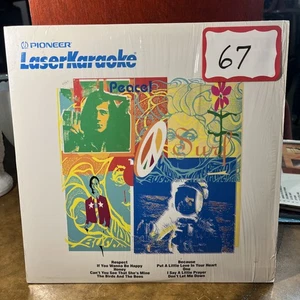 PIONEER
LaserKaraoke
67
Peace!
Surf
Respect
If You Wanna Be Happy
Honey
Can't You See That She's Mine
The Birds And The Bees
Because
Put A Little Love In Your Heart
One
I Say A Little Prayer
Don't Let Me Down